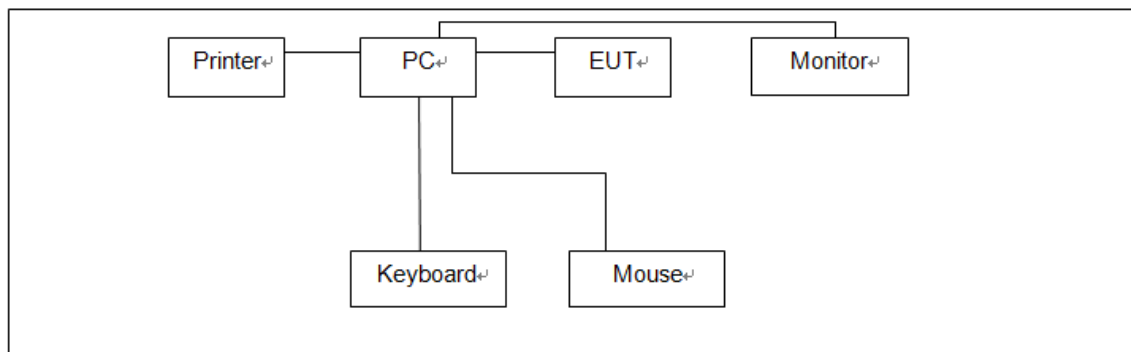 Printer↵
PC↵
EUT↵
Monitor↵
Keyboard↵
Mouse↵